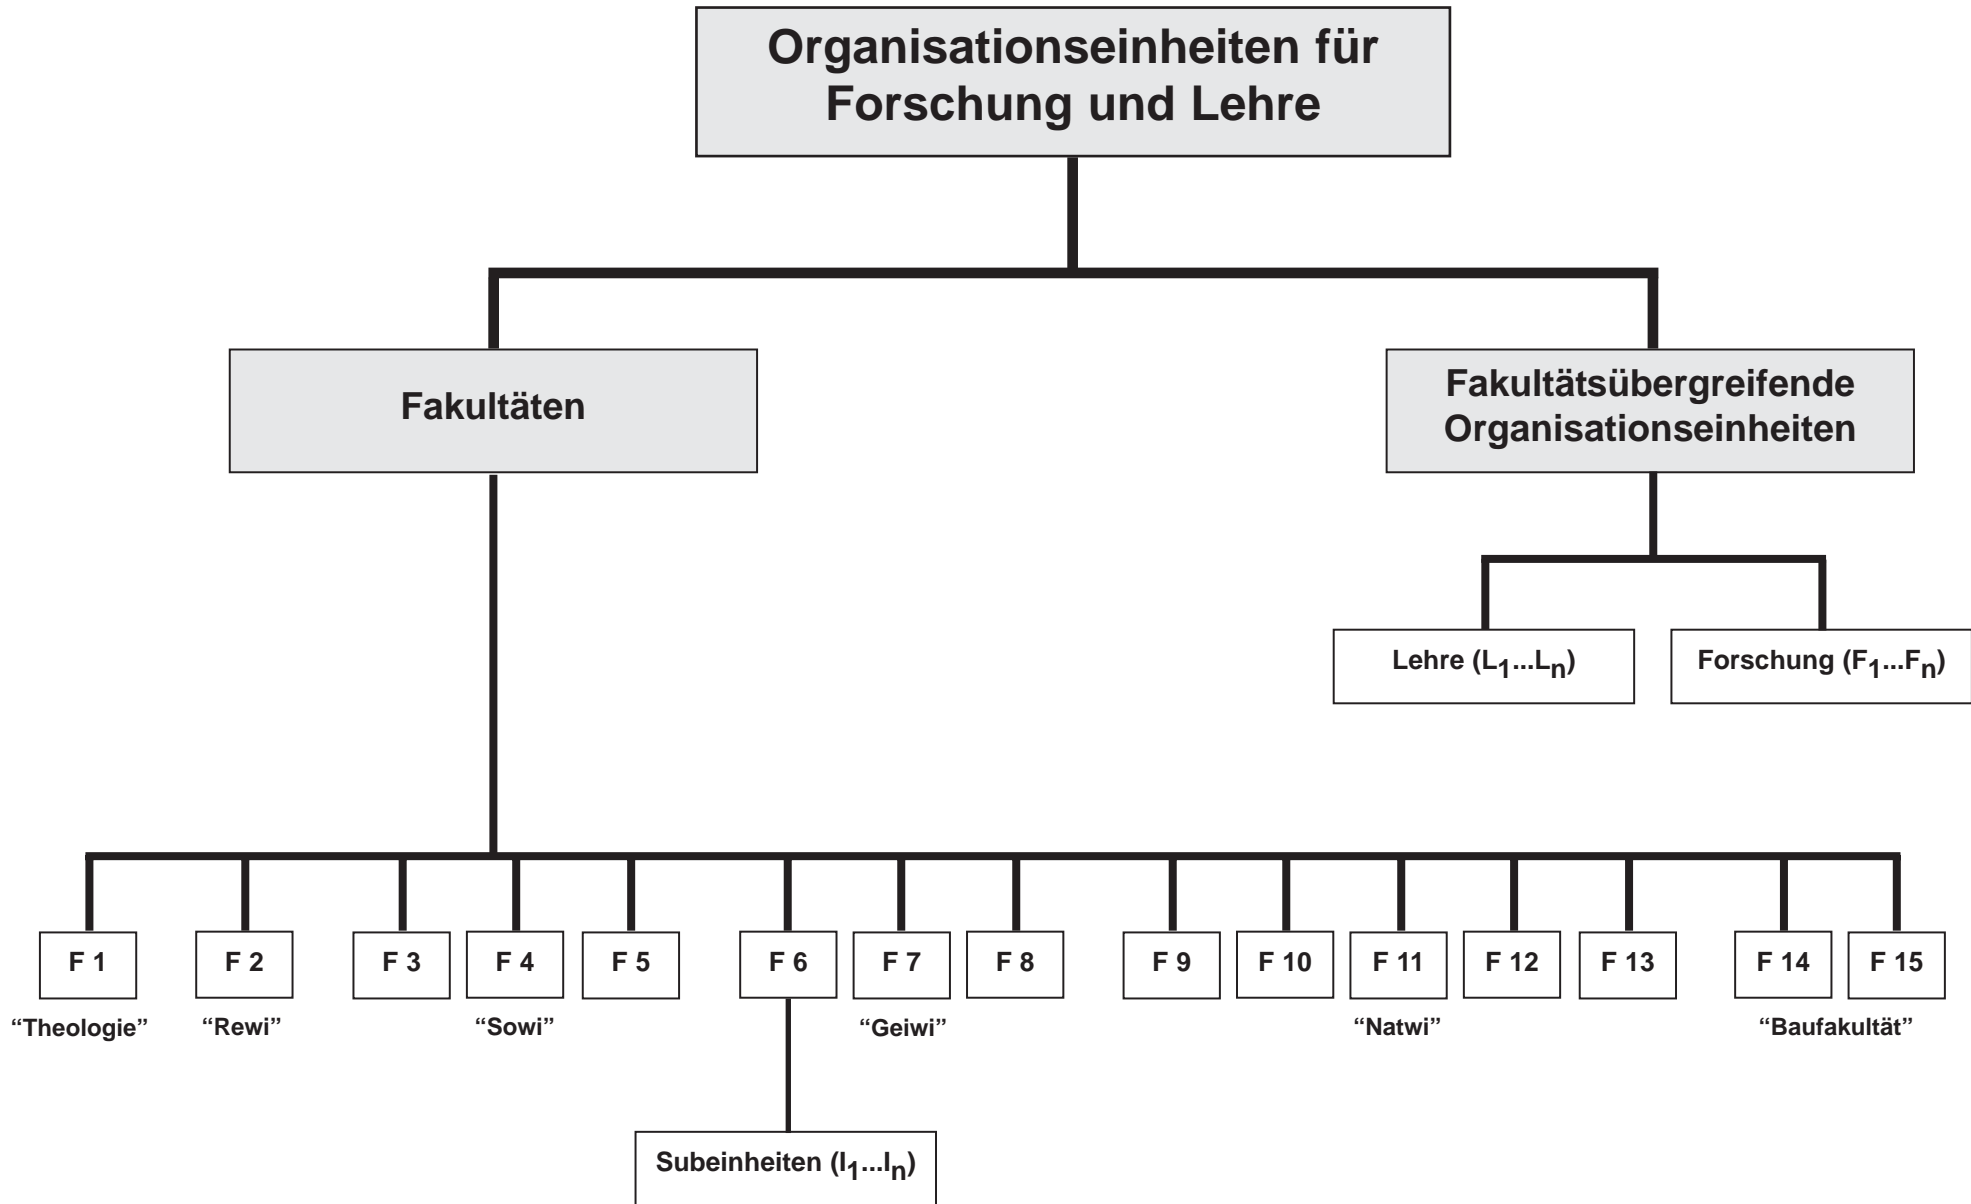 Organisationseinheiten für
Forschung und Lehre
Fakultäten
Fakultätsübergreifende
Organisationseinheiten
Lehre (L₁...Lₙ)
Forschung (F₁...Fₙ)
F 1
F 2
F 3
F 4
F 5
F 6
F 7
F 8
F 9
F 10
F 11
F 12
F 13
F 14
F 15
“Theologie”
“Rewi”
“Sowi”
“Geiwi”
“Natwi”
“Baufakultät”
Subeinheiten (I₁...Iₙ)